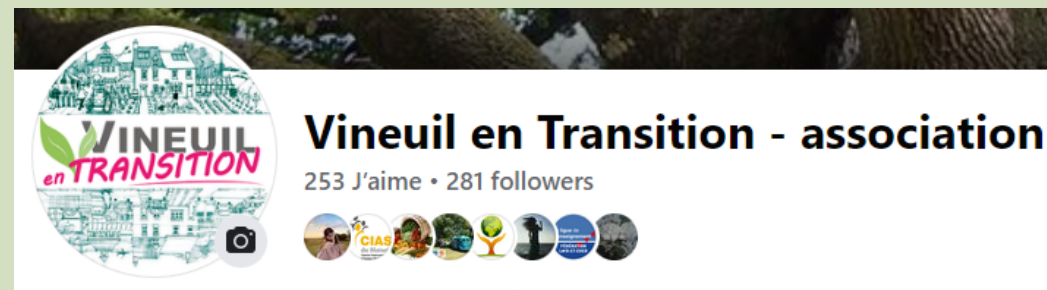 VINEUIL
en TRANSITION
Vineuil en Transition - association
253 J’aime • 281 followers
CIAS